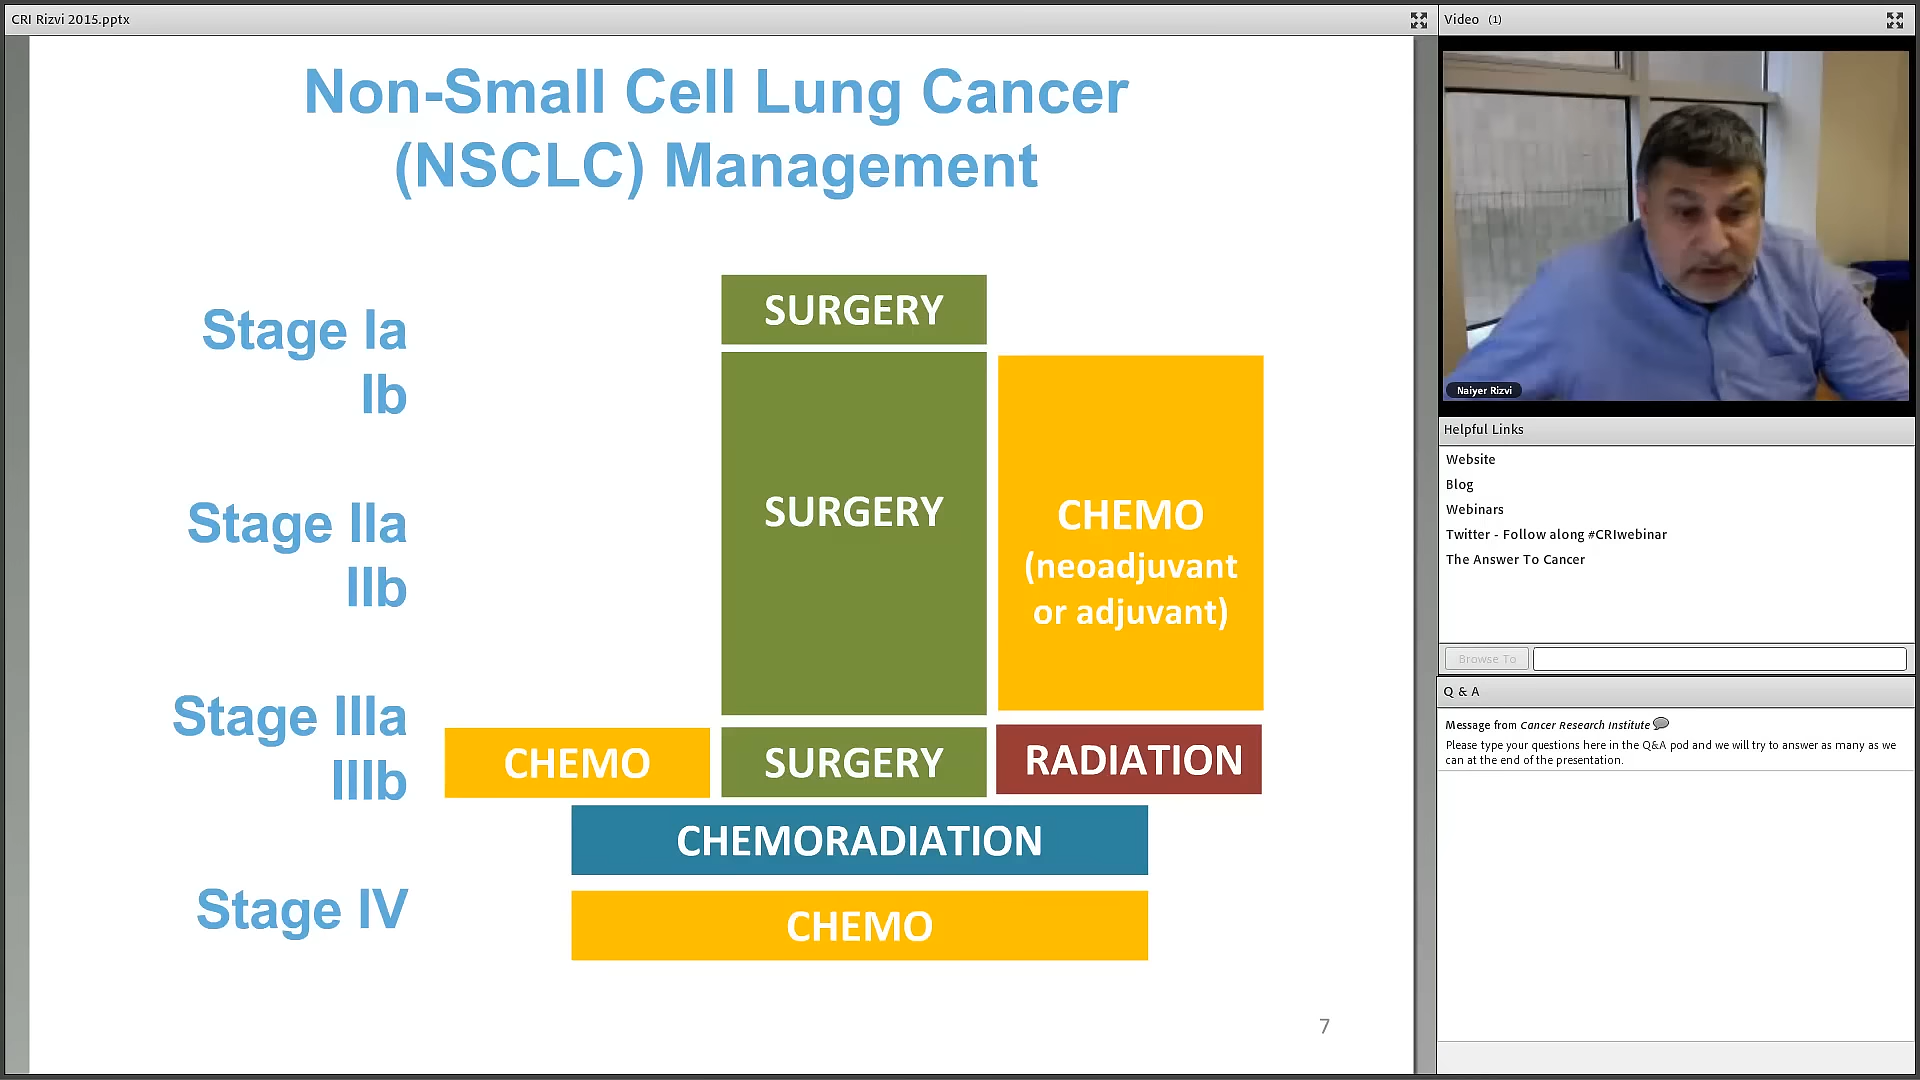 CRI Rizvi 2015.pptx
Non-Small Cell Lung Cancer
(NSCLC) Management
Stage Ia
Ib
Stage IIa
IIb
Stage IIIa
IIIb
Stage IV
SURGERY
SURGERY
CHEMO
(neoadjuvant
or adjuvant)
CHEMO
SURGERY
RADIATION
CHEMORADIATION
CHEMO
7
Video (1)
Naiyer Rizvi
Helpful Links
Website
Blog
Webinars
Twitter - Follow along #CRIwebinar
The Answer To Cancer
Browse To
Q & A
Message from Cancer Research Institute
Please type your questions here in the Q&A pod and we will try to answer as many as we
can at the end of the presentation.